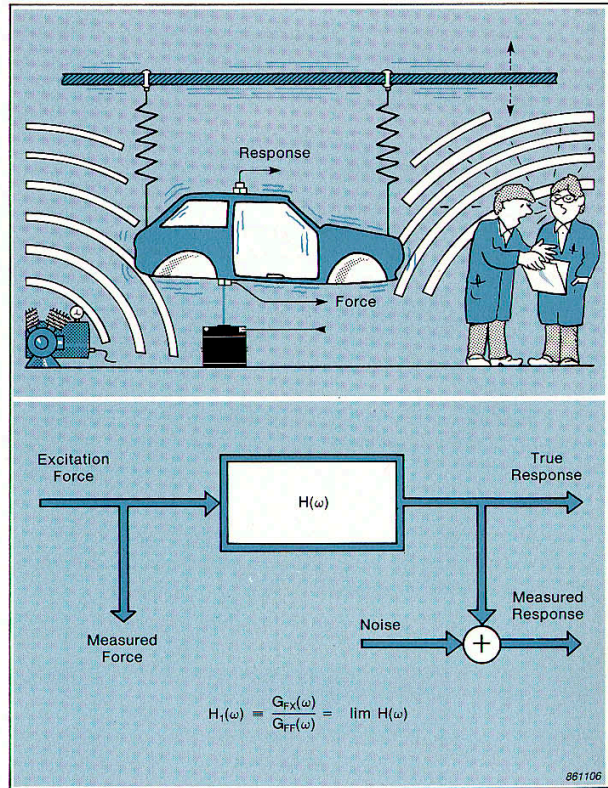 Response
Force
Excitation
Force
H(ω)
True
Response
Measured
Force
Noise
+
Measured
Response
H₁(ω) ≡ G_FX(ω) / G_FF(ω) = lim H(ω)
861106